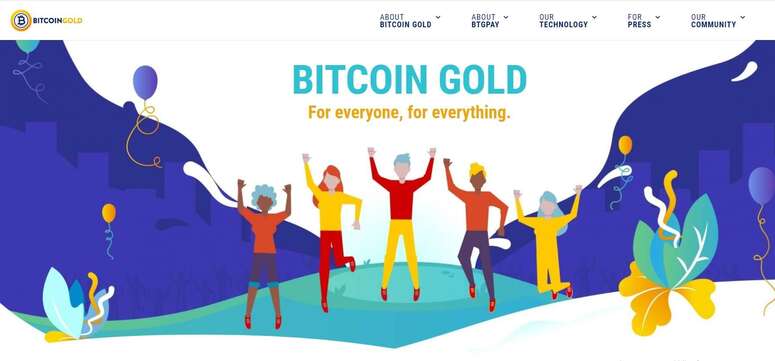 BITCOINGOLD
ABOUT
BITCOIN GOLD
ABOUT
BTGPAY
OUR
TECHNOLOGY
FOR
PRESS
OUR
COMMUNITY
BITCOIN GOLD
For everyone, for everything.